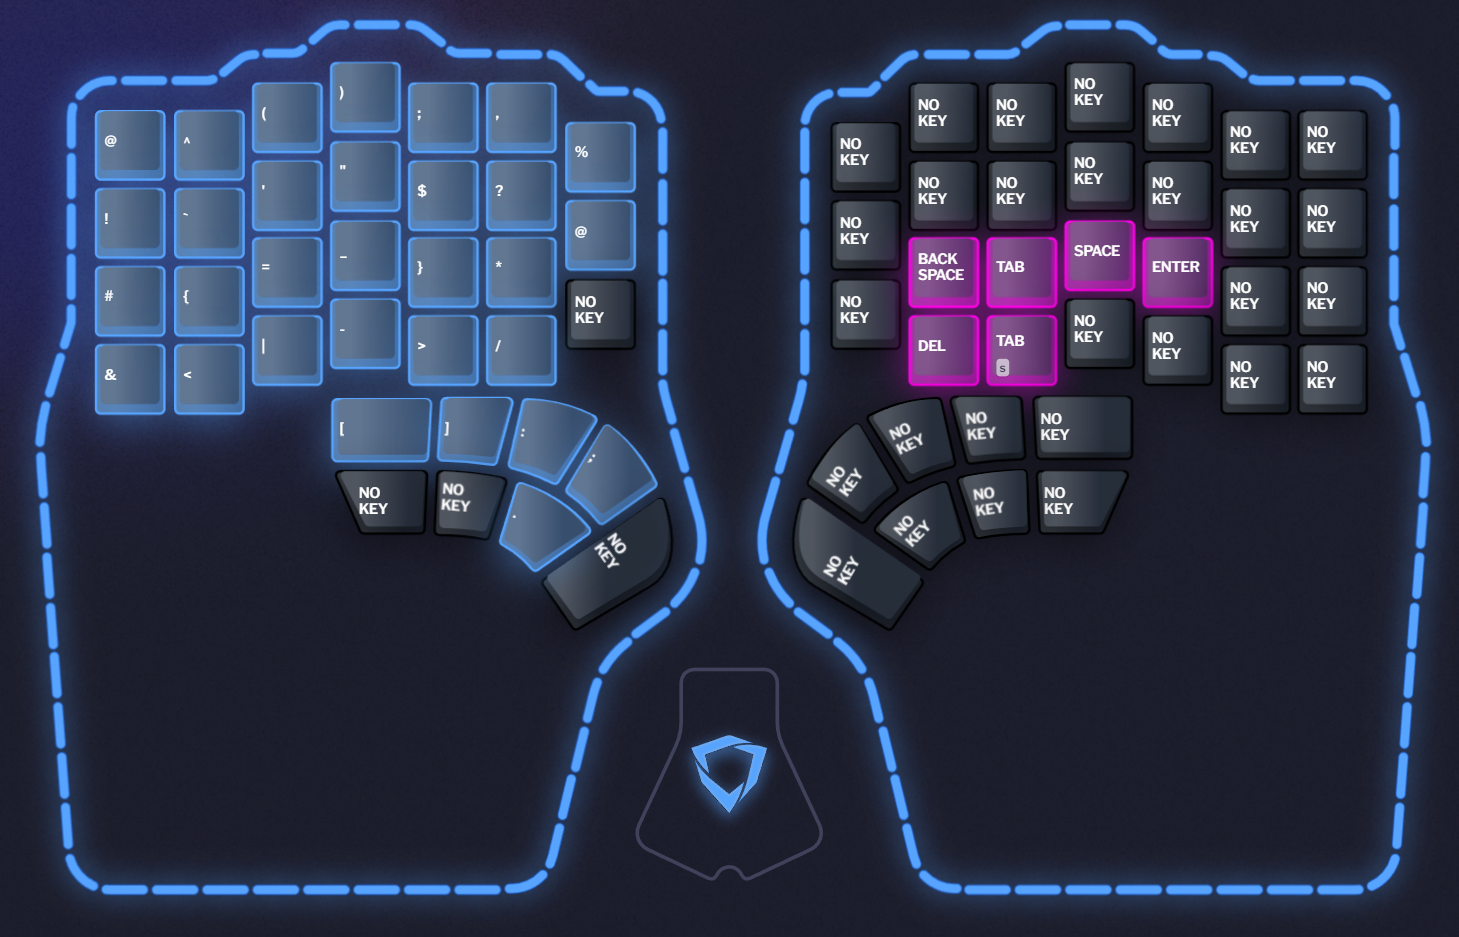 @
^
(
)
;
,
%
!
`
'
"
$
?
@
#
{
=
_
}
*
NO
KEY
&
<
|
-
>
/
[
]
:
NO
KEY
NO
KEY
.
NO
KEY
NO
KEY
NO
KEY
NO
KEY
NO
KEY
NO
KEY
NO
KEY
NO
KEY
NO
KEY
NO
KEY
NO
KEY
NO
KEY
NO
KEY
NO
KEY
NO
KEY
NO
KEY
BACK
SPACE
TAB
SPACE
ENTER
NO
KEY
NO
KEY
DEL
TAB
s
NO
KEY
NO
KEY
NO
KEY
NO
KEY
NO
KEY
NO
KEY
NO
KEY
NO
KEY
NO
KEY
NO
KEY
NO
KEY
NO
KEY